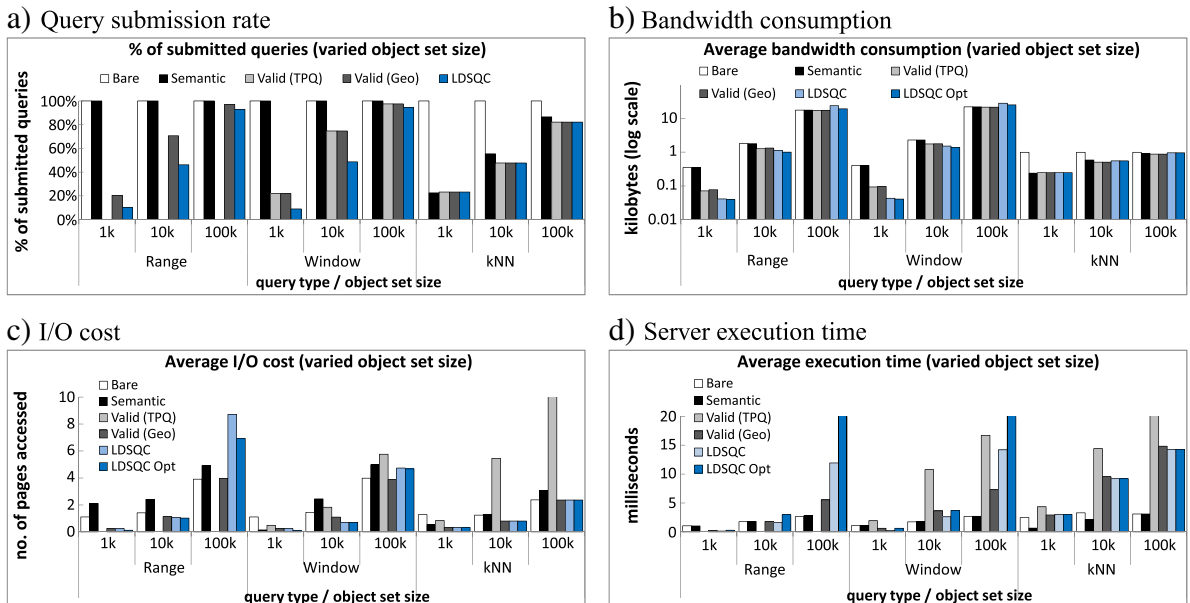 a) Query submission rate
% of submitted queries (varied object set size)
Bare Semantic Valid (TPQ) Valid (Geo) LDSQC
% of submitted queries
100%
80%
60%
40%
20%
0%
1k 10k 100k 1k 10k 100k 1k 10k 100k
Range Window kNN
query type / object set size
b) Bandwidth consumption
Average bandwidth consumption (varied object set size)
Bare Semantic Valid (TPQ)
Valid (Geo) LDSQC LDSQC Opt
kilobytes (log scale)
10
1
0.1
0.01
1k 10k 100k 1k 10k 100k 1k 10k 100k
Range Window kNN
query type / object set size
c) I/O cost
Average I/O cost (varied object set size)
Bare
Semantic
Valid (TPQ)
Valid (Geo)
LDSQC
LDSQC Opt
no. of pages accessed
10
8
6
4
2
0
1k 10k 100k 1k 10k 100k 1k 10k 100k
Range Window kNN
query type / object set size
d) Server execution time
Average execution time (varied object set size)
Bare
Semantic
Valid (TPQ)
Valid (Geo)
LDSQC
LDSQC Opt
milliseconds
20
15
10
5
0
1k 10k 100k 1k 10k 100k 1k 10k 100k
Range Window kNN
query type / object set size